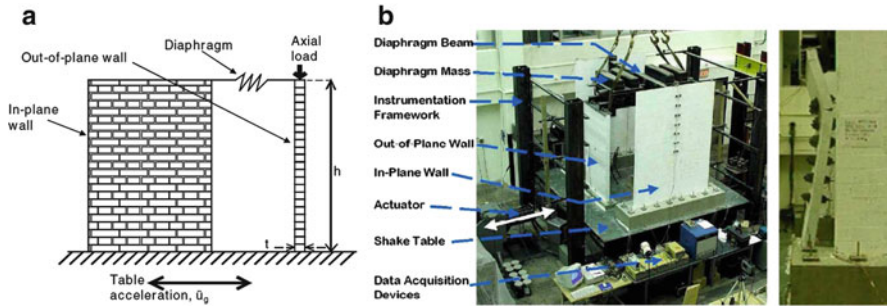 a
Out-of-plane wall
Diaphragm
Axial
load
In-plane
wall
h
t
Table
acceleration, ü_g
b
Diaphragm Beam
Diaphragm Mass
Instrumentation
Framework
Out-of-Plane Wall
In-Plane Wall
Actuator
Shake Table
Data Acquisition
Devices